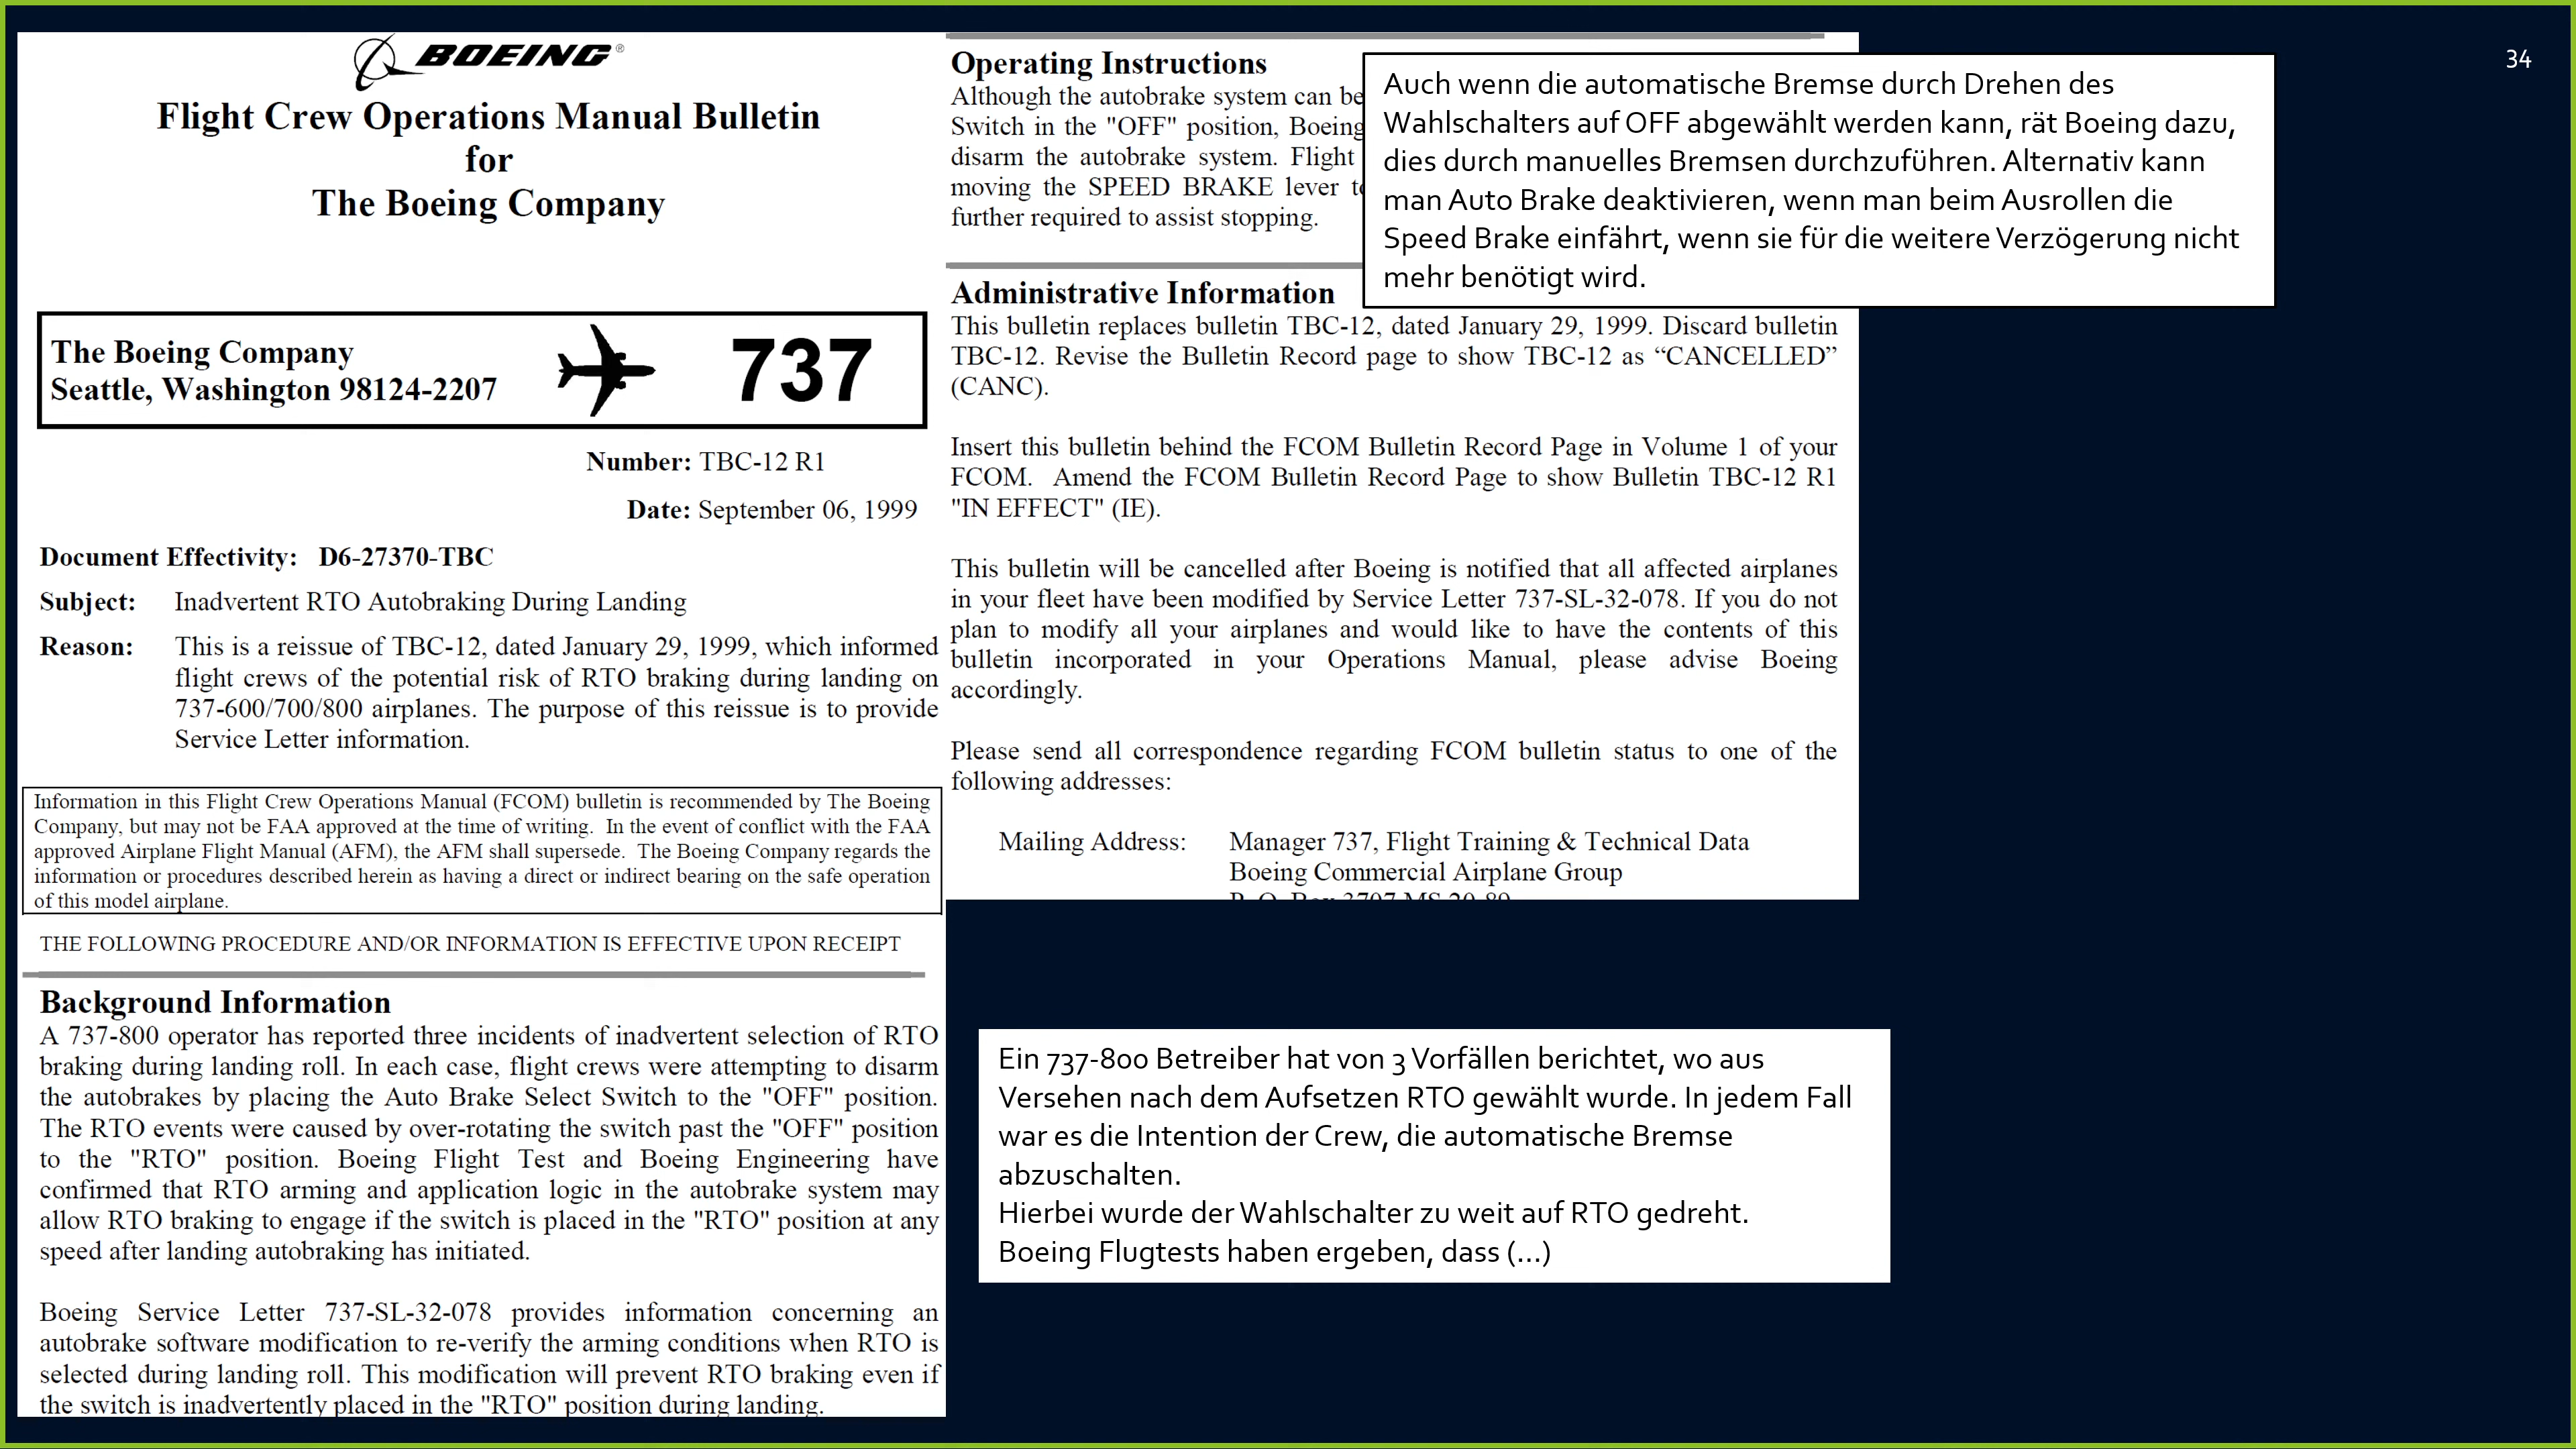 BOEING®
Flight Crew Operations Manual Bulletin
for
The Boeing Company
The Boeing Company
Seattle, Washington 98124-2207
737
Number: TBC-12 R1
Date: September 06, 1999
Document Effectivity: D6-27370-TBC
Subject: Inadvertent RTO Autobraking During Landing
Reason: This is a reissue of TBC-12, dated January 29, 1999, which informed
flight crews of the potential risk of RTO braking during landing on
737-600/700/800 airplanes. The purpose of this reissue is to provide
Service Letter information.
Information in this Flight Crew Operations Manual (FCOM) bulletin is recommended by The Boeing
Company, but may not be FAA approved at the time of writing. In the event of conflict with the FAA
approved Airplane Flight Manual (AFM), the AFM shall supersede. The Boeing Company regards the
information or procedures described herein as having a direct or indirect bearing on the safe operation
of this model airplane.
THE FOLLOWING PROCEDURE AND/OR INFORMATION IS EFFECTIVE UPON RECEIPT
Background Information
A 737-800 operator has reported three incidents of inadvertent selection of RTO
braking during landing roll. In each case, flight crews were attempting to disarm
the autobrakes by placing the Auto Brake Select Switch to the "OFF" position.
The RTO events were caused by over-rotating the switch past the "OFF" position
to the "RTO" position. Boeing Flight Test and Boeing Engineering have
confirmed that RTO arming and application logic in the autobrake system may
allow RTO braking to engage if the switch is placed in the "RTO" position at any
speed after landing autobraking has initiated.
Boeing Service Letter 737-SL-32-078 provides information concerning an
autobrake software modification to re-verify the arming conditions when RTO is
selected during landing roll. This modification will prevent RTO braking even if
the switch is inadvertently placed in the "RTO" position during landing.
Operating Instructions
Although the autobrake system can be
Switch in the "OFF" position, Boeing
disarm the autobrake system. Flight
moving the SPEED BRAKE lever
further required to assist stopping.
Administrative Information
This bulletin replaces bulletin TBC-12, dated January 29, 1999. Discard bulletin
TBC-12. Revise the Bulletin Record page to show TBC-12 as “CANCELLED”
(CANC).
Insert this bulletin behind the FCOM Bulletin Record Page in Volume 1 of your
FCOM. Amend the FCOM Bulletin Record Page to show Bulletin TBC-12 R1
"IN EFFECT" (IE).
This bulletin will be cancelled after Boeing is notified that all affected airplanes
in your fleet have been modified by Service Letter 737-SL-32-078. If you do not
plan to modify all your airplanes and would like to have the contents of this
bulletin incorporated in your Operations Manual, please advise Boeing
accordingly.
Please send all correspondence regarding FCOM bulletin status to one of the
following addresses:
Mailing Address: Manager 737, Flight Training & Technical Data
Boeing Commercial Airplane Group
Auch wenn die automatische Bremse durch Drehen des
Wahlschalters auf OFF abgewählt werden kann, rät Boeing dazu,
dies durch manuelles Bremsen durchzuführen. Alternativ kann
man Auto Brake deaktivieren, wenn man beim Ausrollen die
Speed Brake einfährt, wenn sie für die weitere Verzögerung nicht
mehr benötigt wird.
34
Ein 737-800 Betreiber hat von 3 Vorfällen berichtet, wo aus
Versehen nach dem Aufsetzen RTO gewählt wurde. In jedem Fall
war es die Intention der Crew, die automatische Bremse
abzuschalten.
Hierbei wurde der Wahlschalter zu weit auf RTO gedreht.
Boeing Flugtests haben ergeben, dass (...)